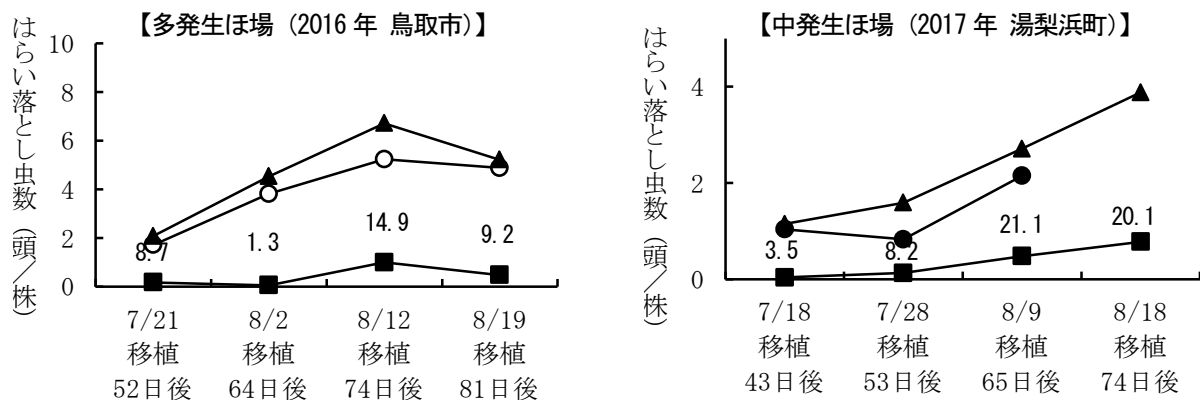 【多発生ほ場（2016年 鳥取市）】
はらい落とし虫数（頭／株）
10
8
6
4
2
0
8.7
1.3
14.9
9.2
7/21 8/2 8/12 8/19
移植 移植 移植 移植
52日後 64日後 74日後 81日後
【中発生ほ場（2017年 湯梨浜町）】
はらい落とし虫数（頭／株）
4
2
0
3.5
8.2
21.1
20.1
7/18 7/28 8/9 8/18
移植 移植 移植 移植
43日後 53日後 65日後 74日後